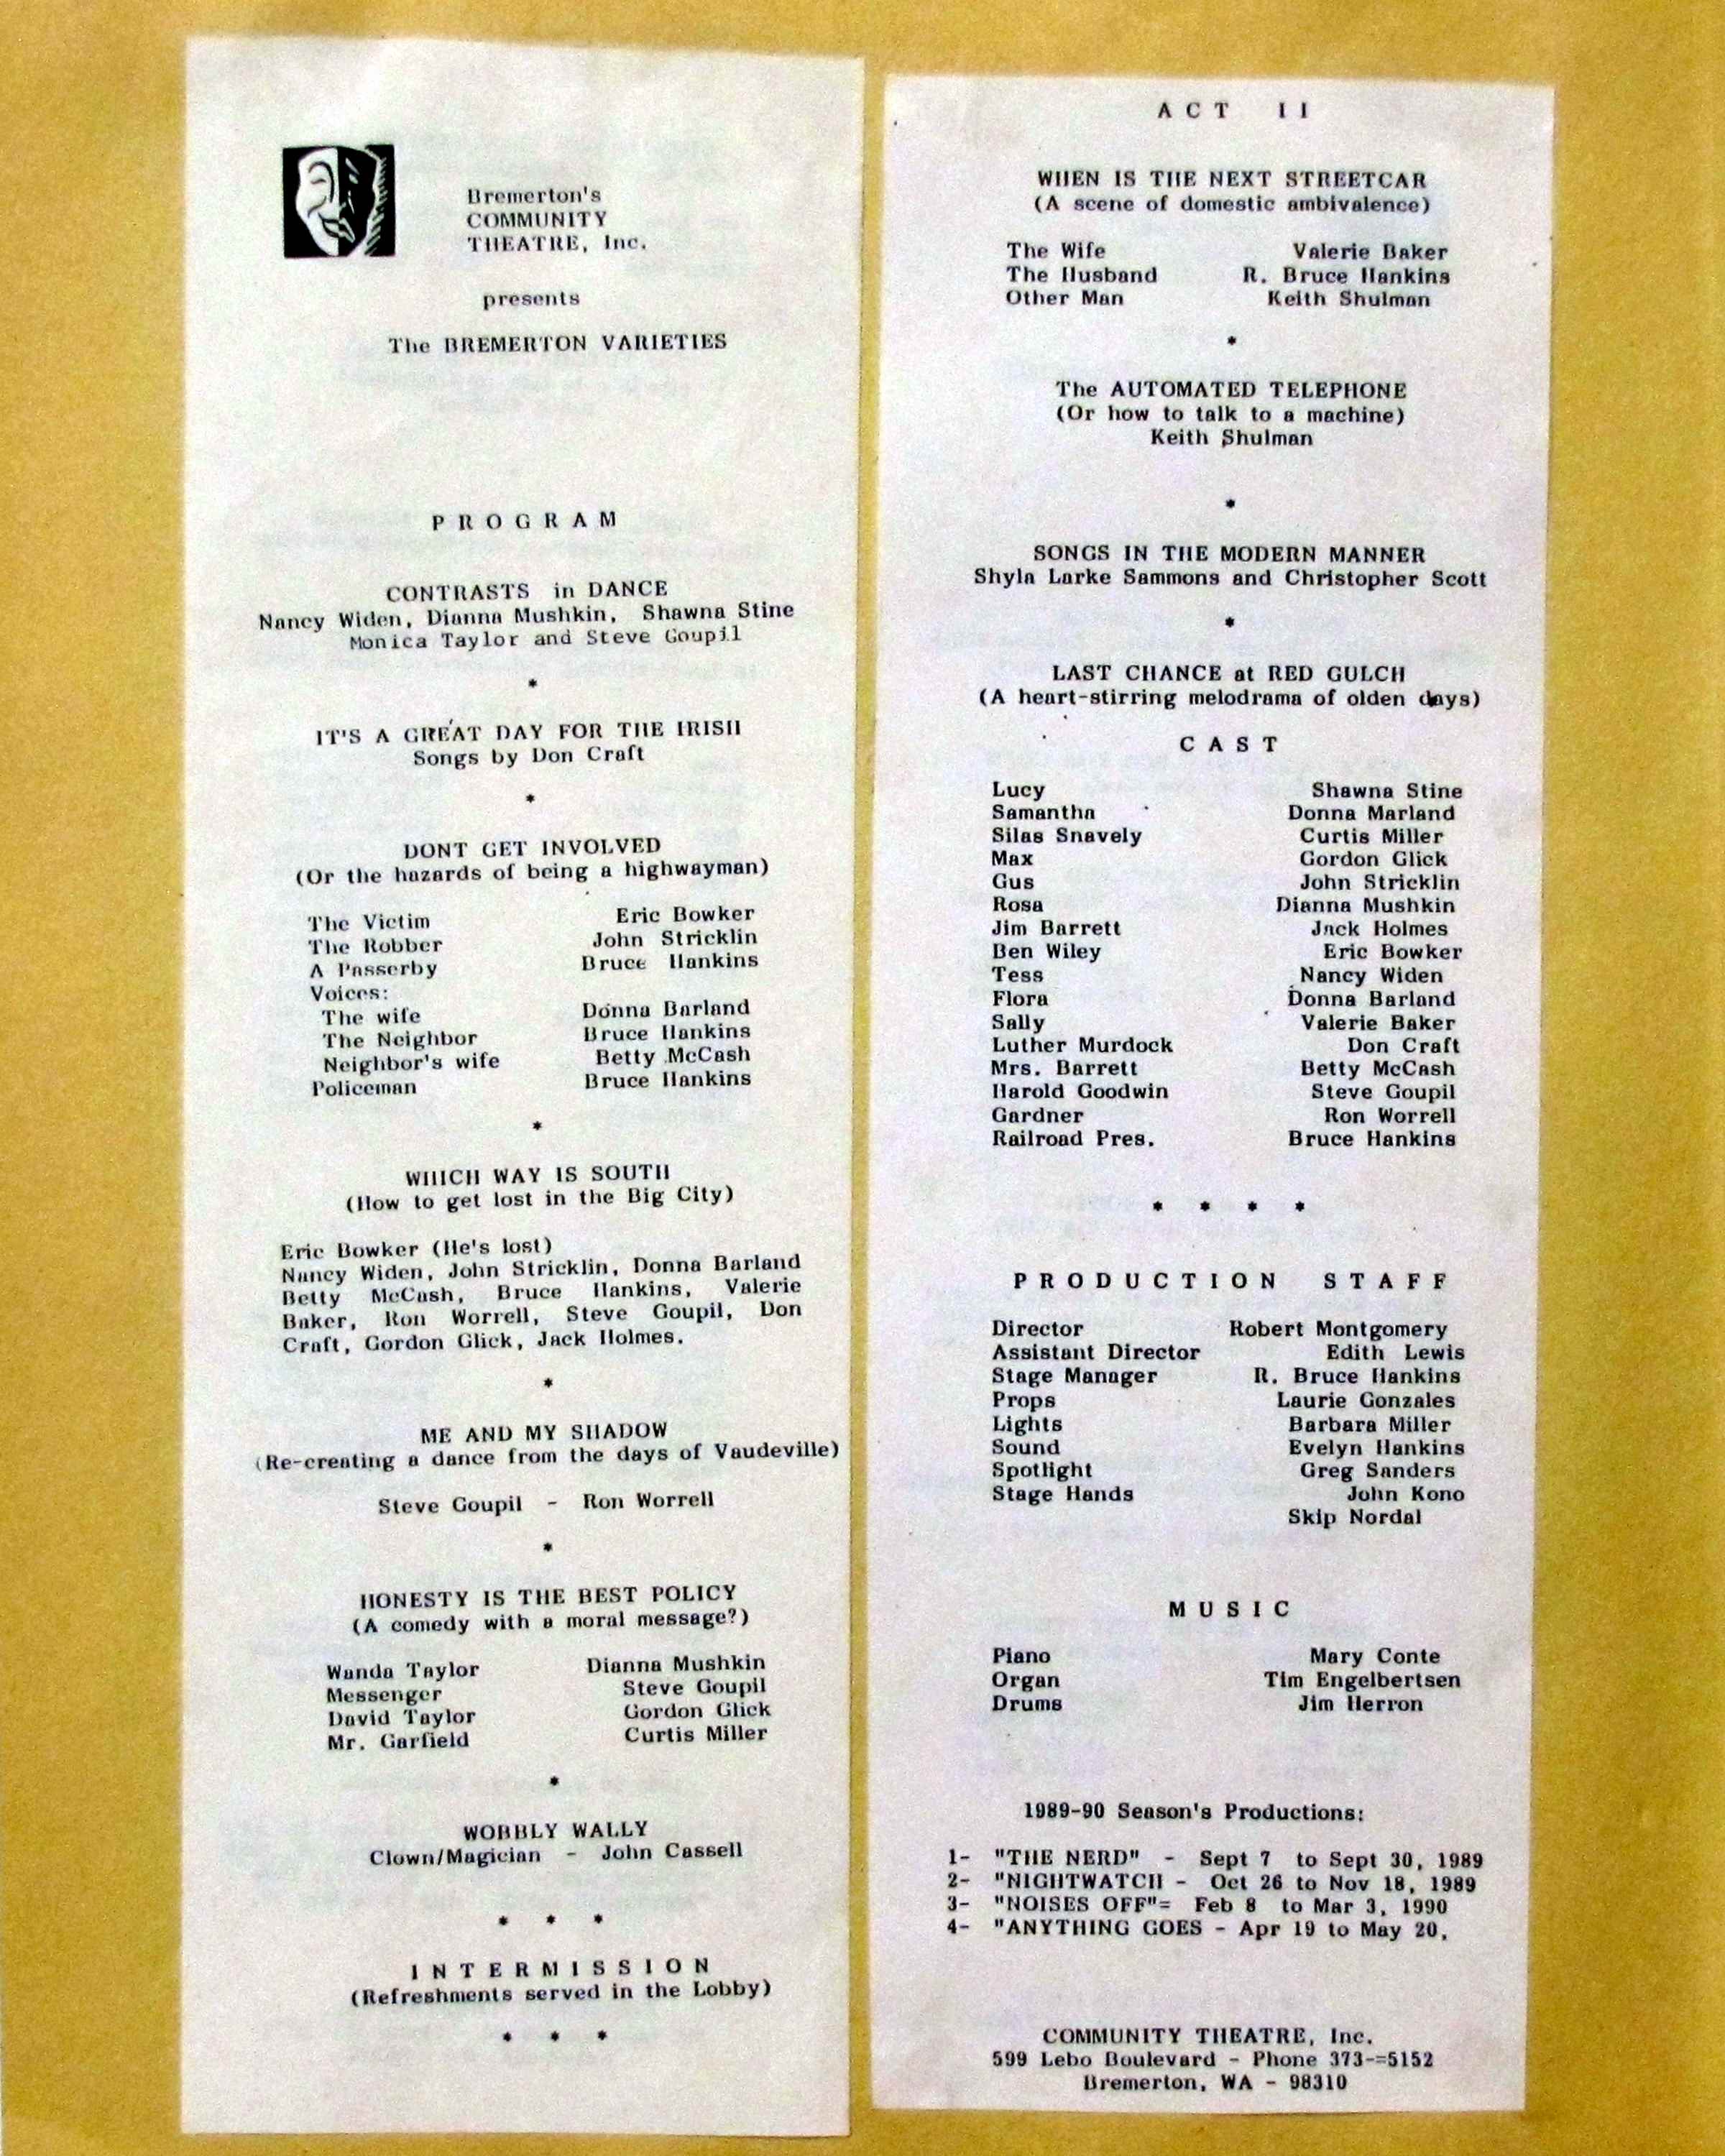 Bremerton's
COMMUNITY
THEATRE, Inc.
presents
The BREMERTON VARIETIES
P R O G R A M
CONTRASTS in DANCE
Nancy Widen, Dianna Mushkin, Shawna Stine
Monica Taylor and Steve Goupil
*
IT'S A GREAT DAY FOR THE IRISH
Songs by Don Craft
*
DONT GET INVOLVED
(Or the hazards of being a highwayman)
The Victim Eric Bowker
The Robber John Stricklin
A Passerby Bruce Hankins
Voices:
The wife Donna Barland
The Neighbor Bruce Hankins
Neighbor's wife Betty McCash
Policeman Bruce Hankins
*
WHICH WAY IS SOUTH
(How to get lost in the Big City)
Eric Bowker (He's lost)
Nancy Widen, John Stricklin, Donna Barland
Betty McCash, Bruce Hankins, Valerie
Baker, Ron Worrell, Steve Goupil, Don
Craft, Gordon Glick, Jack Holmes.
*
ME AND MY SHADOW
(Re-creating a dance from the days of Vaudeville)
Steve Goupil - Ron Worrell
*
HONESTY IS THE BEST POLICY
(A comedy with a moral message?)
Wanda Taylor Dianna Mushkin
Messenger Steve Goupil
David Taylor Gordon Glick
Mr. Garfield Curtis Miller
*
WOBBLY WALLY
Clown/Magician - John Cassell
* * *
I N T E R M I S S I O N
(Refreshments served in the Lobby)
* * *
A C T I I
WHEN IS THE NEXT STREETCAR
(A scene of domestic ambivalence)
The Wife Valerie Baker
The Husband R. Bruce Hankins
Other Man Keith Shulman
*
The AUTOMATED TELEPHONE
(Or how to talk to a machine)
Keith Shulman
*
SONGS IN THE MODERN MANNER
Shyla Larke Sammons and Christopher Scott
*
LAST CHANCE at RED GULCH
(A heart-stirring melodrama of olden days)
C A S T
Lucy Shawna Stine
Samantha Donna Marland
Silas Snavely Curtis Miller
Max Gordon Glick
Gus John Stricklin
Rosa Dianna Mushkin
Jim Barrett Jack Holmes
Ben Wiley Eric Bowker
Tess Nancy Widen
Flora Donna Barland
Sally Valerie Baker
Luther Murdock Don Craft
Mrs. Barrett Betty McCash
Harold Goodwin Steve Goupil
Gardner Ron Worrell
Railroad Pres. Bruce Hankins
* * * *
P R O D U C T I O N S T A F F
Director Robert Montgomery
Assistant Director Edith Lewis
Stage Manager R. Bruce Hankins
Props Laurie Gonzales
Lights Barbara Miller
Sound Evelyn Hankins
Spotlight Greg Sanders
Stage Hands John Kono
Skip Nordal
M U S I C
Piano Mary Conte
Organ Tim Engelbertsen
Drums Jim Herron
1989-90 Season's Productions:
1- "THE NERD" - Sept 7 to Sept 30, 1989
2- "NIGHTWATCH - Oct 26 to Nov 18, 1989
3- "NOISES OFF"= Feb 8 to Mar 3, 1990
4- "ANYTHING GOES - Apr 19 to May 20,
COMMUNITY THEATRE, Inc.
599 Lebo Boulevard - Phone 373-=5152
Bremerton, WA - 98310